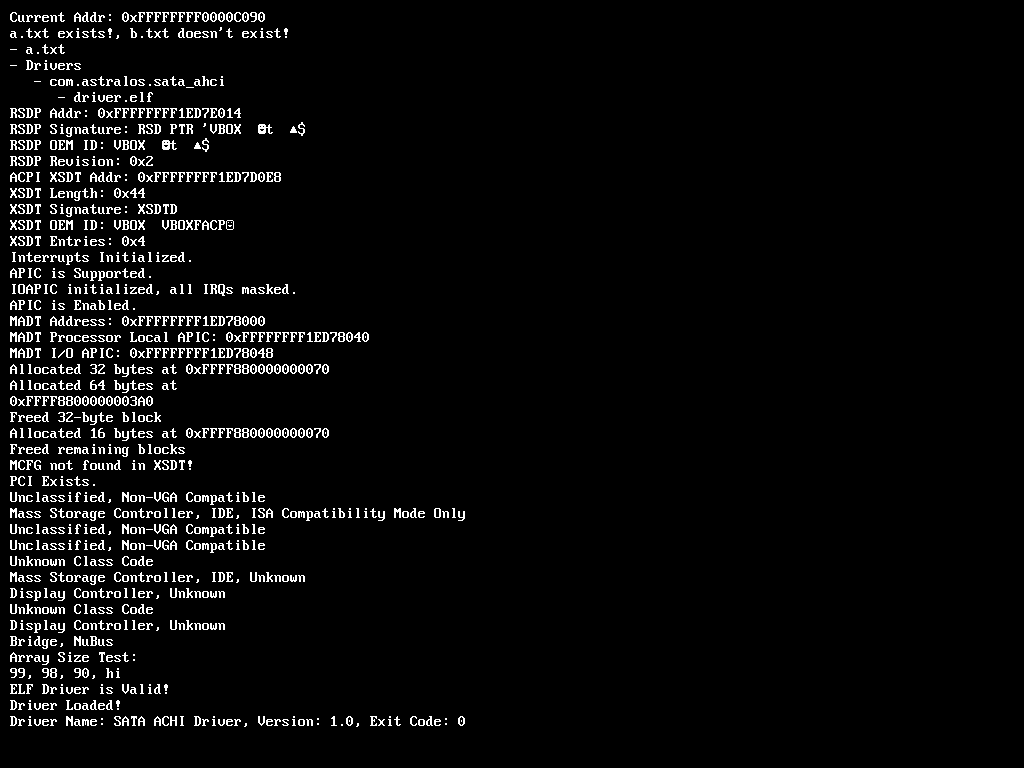 Current Addr: 0xFFFFFFFF0000C090
a.txt exists!, b.txt doesn't exist!
- a.txt
- Drivers
- com.astralos.sata_ahci
- driver.elf
RSDP Addr: 0xFFFFFFFF1ED7E014
RSDP Signature: RSD PTR 'VBOX ◘t ▲$
RSDP OEM ID: VBOX ◘t ▲$
RSDP Revision: 0x2
ACPI XSDT Addr: 0xFFFFFFFF1ED7D0E8
XSDT Length: 0x44
XSDT Signature: XSDTD
XSDT OEM ID: VBOX VBOXFACP☺
XSDT Entries: 0x4
Interrupts Initialized.
APIC is Supported.
IOAPIC initialized, all IRQs masked.
APIC is Enabled.
MADT Address: 0xFFFFFFFF1ED78000
MADT Processor Local APIC: 0xFFFFFFFF1ED78040
MADT I/O APIC: 0xFFFFFFFF1ED78048
Allocated 32 bytes at 0xFFFF880000000070
Allocated 64 bytes at
0xFFFF8800000003A0
Freed 32-byte block
Allocated 16 bytes at 0xFFFF880000000070
Freed remaining blocks
MCFG not found in XSDT!
PCI Exists.
Unclassified, Non-VGA Compatible
Mass Storage Controller, IDE, ISA Compatibility Mode Only
Unclassified, Non-VGA Compatible
Unclassified, Non-VGA Compatible
Unknown Class Code
Mass Storage Controller, IDE, Unknown
Display Controller, Unknown
Unknown Class Code
Display Controller, Unknown
Bridge, NuBus
Array Size Test:
99, 98, 90, hi
ELF Driver is Valid!
Driver Loaded!
Driver Name: SATA ACHI Driver, Version: 1.0, Exit Code: 0